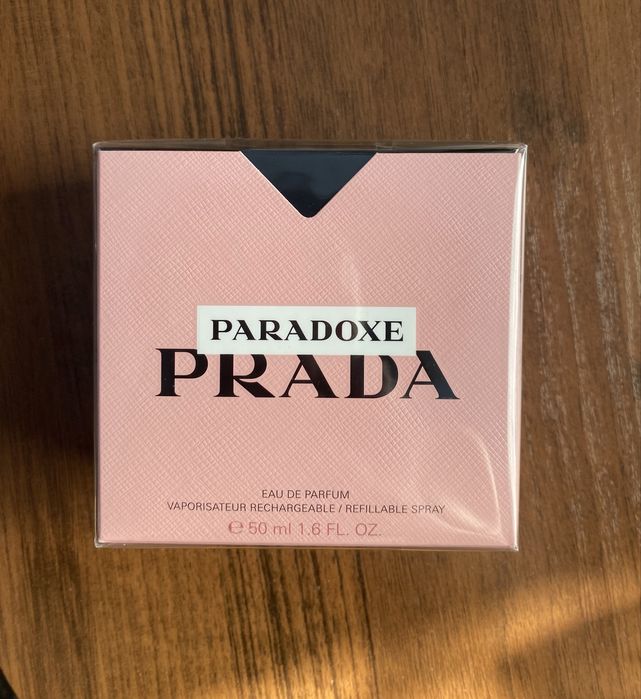 PARADOXE
PRADA
EAU DE PARFUM
VAPORISATEUR RECHARGEABLE / REFILLABLE SPRAY
℮ 50 ml 1.6 FL. OZ.